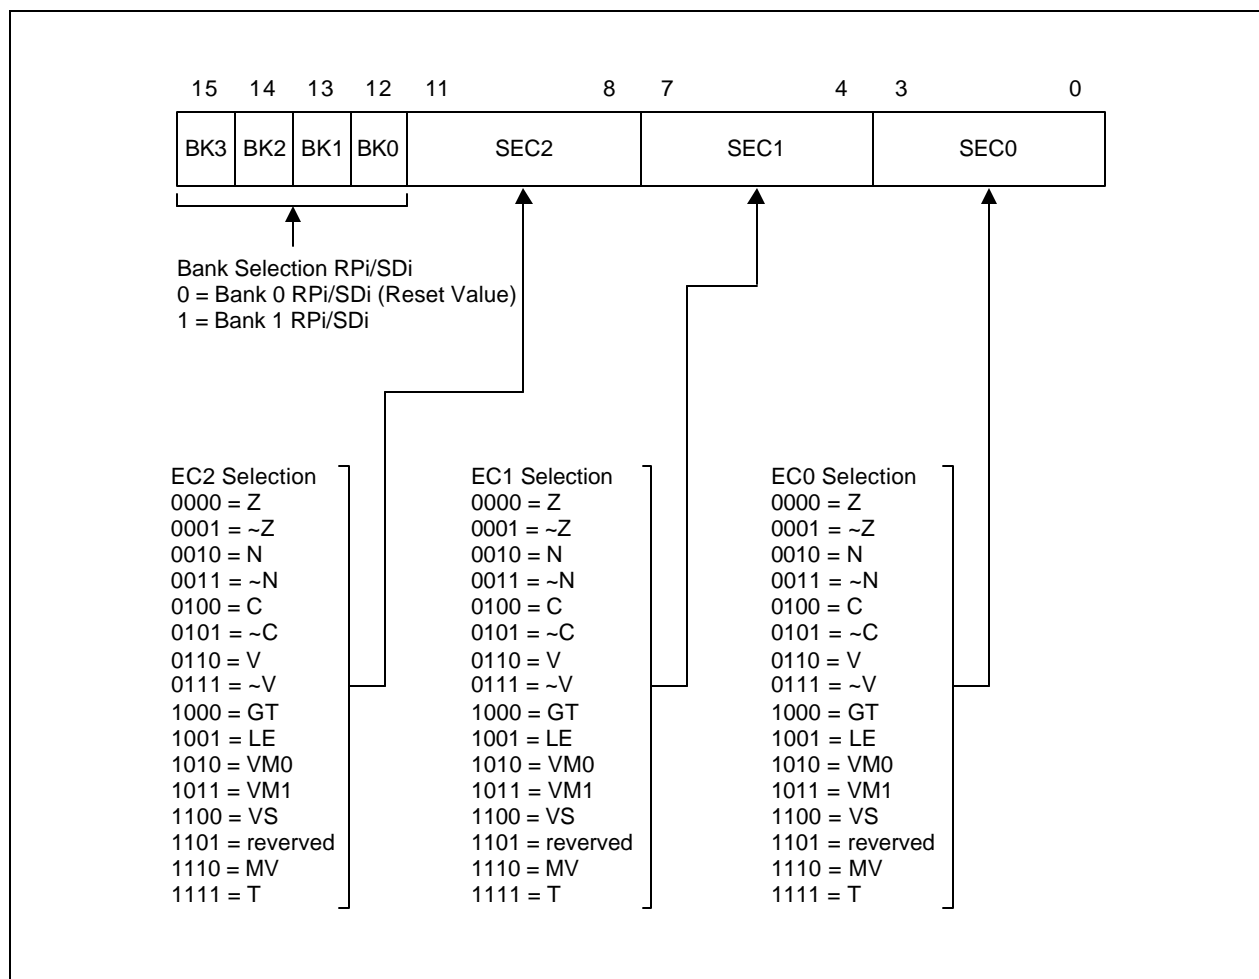 15 14 13 12 11 8 7 4 3 0
BK3 BK2 BK1 BK0 SEC2 SEC1 SEC0
Bank Selection RPi/SDi
0 = Bank 0 RPi/SDi (Reset Value)
1 = Bank 1 RPi/SDi
EC2 Selection
0000 = Z
0001 = ~Z
0010 = N
0011 = ~N
0100 = C
0101 = ~C
0110 = V
0111 = ~V
1000 = GT
1001 = LE
1010 = VM0
1011 = VM1
1100 = VS
1101 = reverved
1110 = MV
1111 = T
EC1 Selection
0000 = Z
0001 = ~Z
0010 = N
0011 = ~N
0100 = C
0101 = ~C
0110 = V
0111 = ~V
1000 = GT
1001 = LE
1010 = VM0
1011 = VM1
1100 = VS
1101 = reverved
1110 = MV
1111 = T
EC0 Selection
0000 = Z
0001 = ~Z
0010 = N
0011 = ~N
0100 = C
0101 = ~C
0110 = V
0111 = ~V
1000 = GT
1001 = LE
1010 = VM0
1011 = VM1
1100 = VS
1101 = reverved
1110 = MV
1111 = T